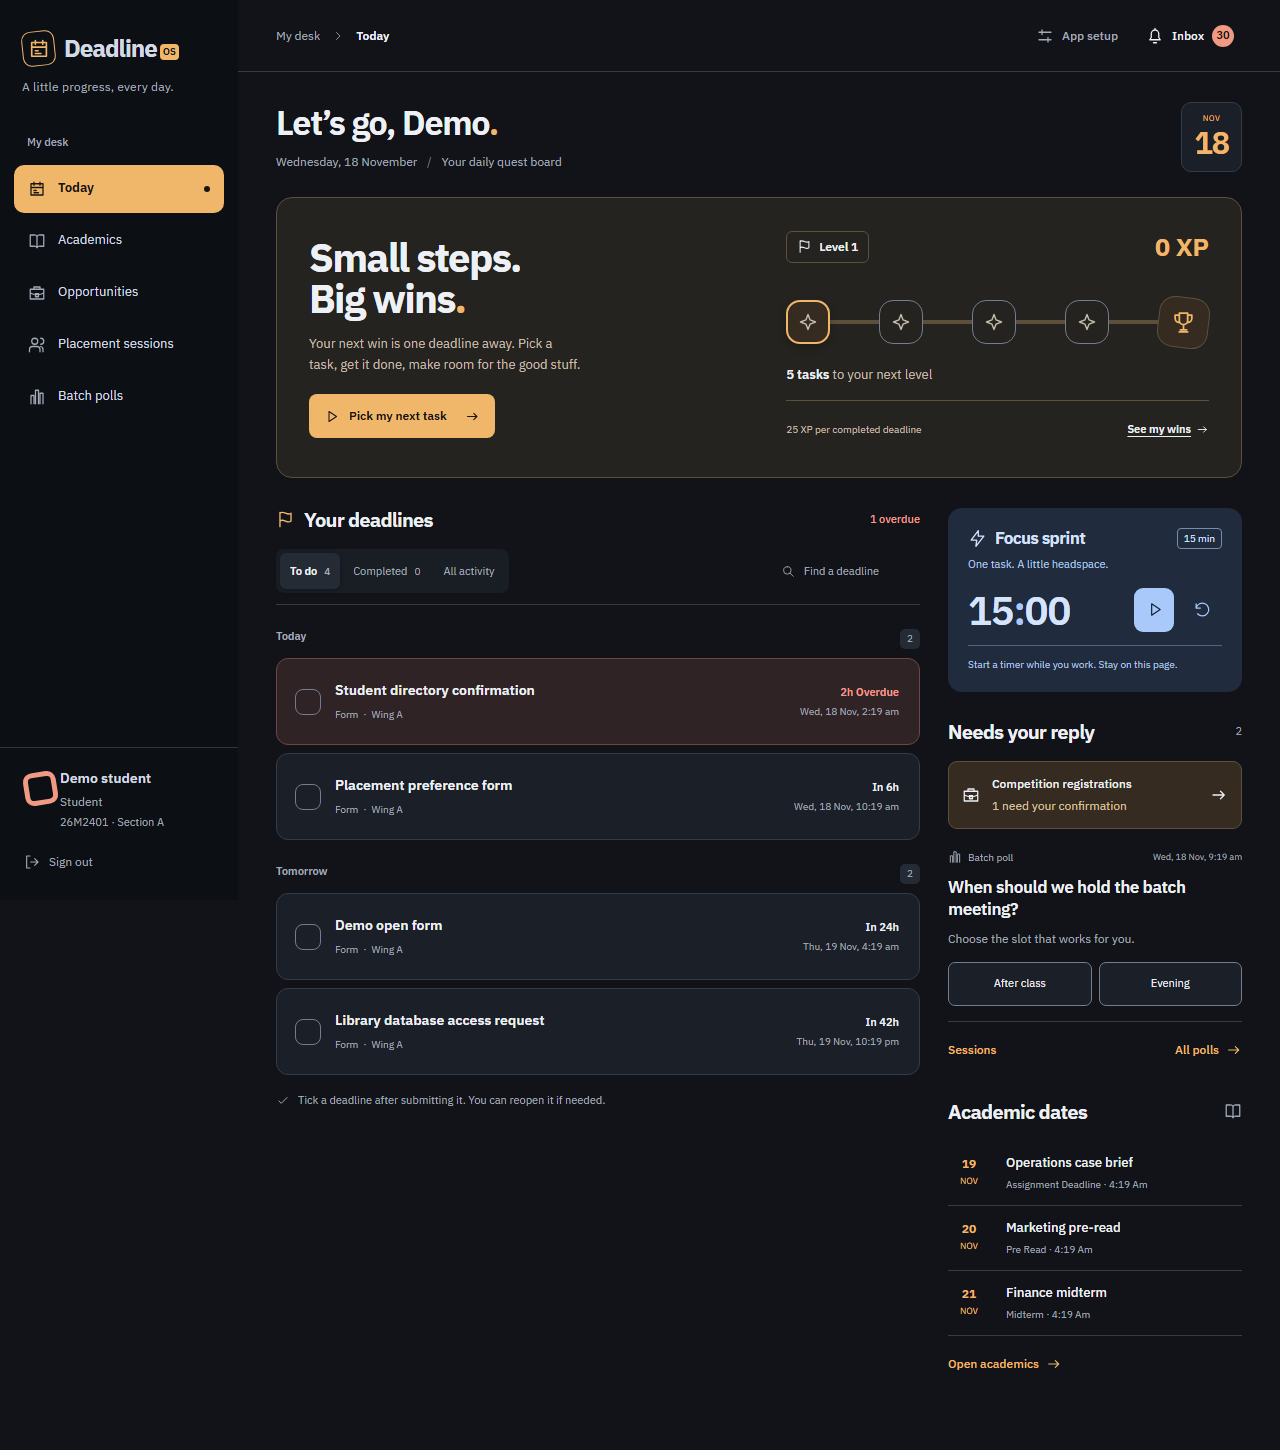 Deadline OS
A little progress, every day.
My desk
Today
Academics
Opportunities
Placement sessions
Batch polls
Demo student
Student
26M2401 · Section A
Sign out
My desk > Today
App setup
Inbox 30
Let's go, Demo.
Wednesday, 18 November / Your daily quest board
NOV
18
Small steps.
Big wins.
Your next win is one deadline away. Pick a
task, get it done, make room for the good stuff.
Pick my next task
Level 1
0 XP
5 tasks to your next level
25 XP per completed deadline
See my wins
Your deadlines
1 overdue
To do 4
Completed 0
All activity
Find a deadline
Today
2
Student directory confirmation
Form · Wing A
2h Overdue
Wed, 18 Nov, 2:19 am
Placement preference form
Form · Wing A
In 6h
Wed, 18 Nov, 10:19 am
Tomorrow
2
Demo open form
Form · Wing A
In 24h
Thu, 19 Nov, 4:19 am
Library database access request
Form · Wing A
In 42h
Thu, 19 Nov, 10:19 pm
Tick a deadline after submitting it. You can reopen it if needed.
Focus sprint
15 min
One task. A little headspace.
15:00
Start a timer while you work. Stay on this page.
Needs your reply
2
Competition registrations
1 need your confirmation
Batch poll
Wed, 18 Nov, 9:19 am
When should we hold the batch
meeting?
Choose the slot that works for you.
After class
Evening
Sessions
All polls
Academic dates
19
NOV
Operations case brief
Assignment Deadline · 4:19 Am
20
NOV
Marketing pre-read
Pre Read · 4:19 Am
21
NOV
Finance midterm
Midterm · 4:19 Am
Open academics